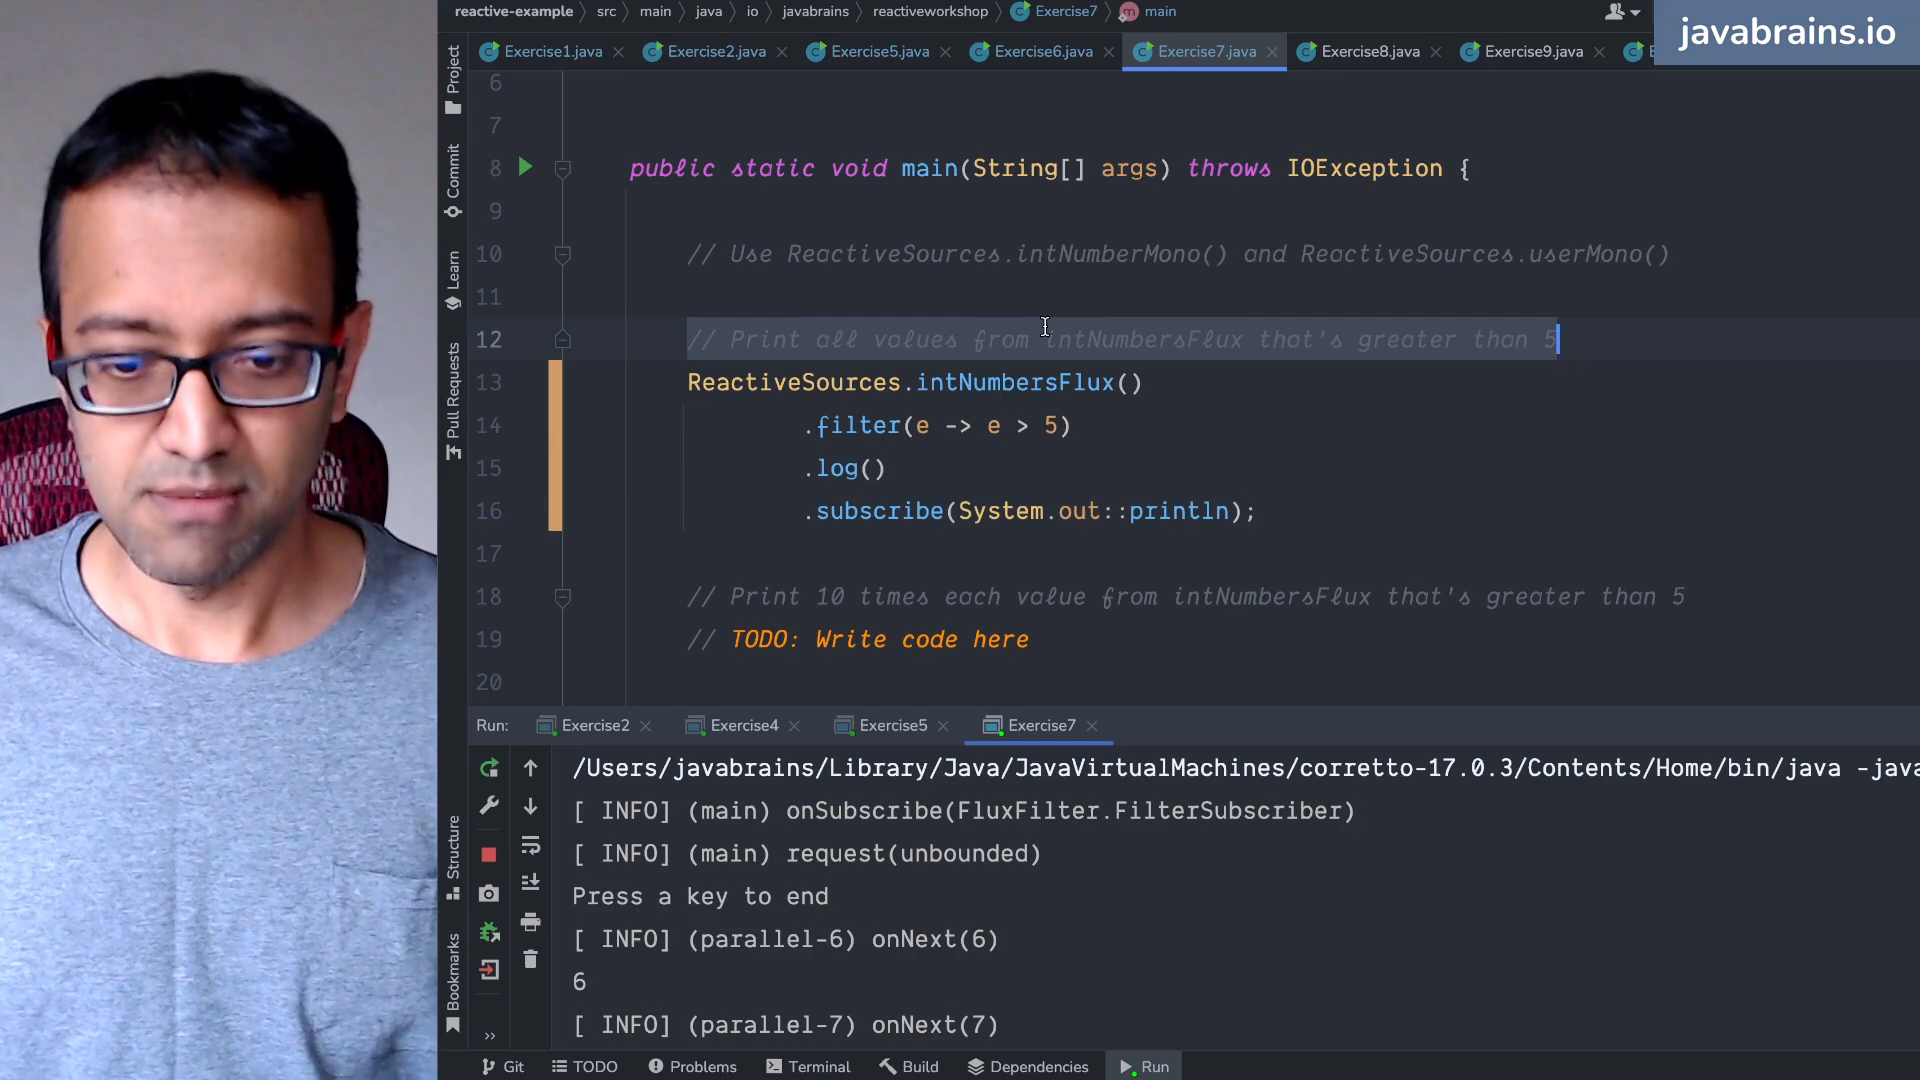 reactive-example 〉 src 〉 main 〉 java 〉 io 〉 javabrains 〉 reactiveworkshop 〉 Exercise7 〉 main
javabrains.io
Exercise1.java Exercise2.java Exercise5.java Exercise6.java Exercise7.java Exercise8.java Exercise9.java
Project
Commit
Learn
Pull Requests
Structure
Bookmarks
6
7
8 public static void main(String[] args) throws IOException {
9
10 // Use ReactiveSources.intNumberMono() and ReactiveSources.userMono()
11
12 // Print all values from intNumbersFlux that's greater than 5
13 ReactiveSources.intNumbersFlux()
14 .filter(e -> e > 5)
15 .log()
16 .subscribe(System.out::println);
17
18 // Print 10 times each value from intNumbersFlux that's greater than 5
19 // TODO: Write code here
20
Run: Exercise2 Exercise4 Exercise5 Exercise7
/Users/javabrains/Library/Java/JavaVirtualMachines/corretto-17.0.3/Contents/Home/bin/java -java
[ INFO] (main) onSubscribe(FluxFilter.FilterSubscriber)
[ INFO] (main) request(unbounded)
Press a key to end
[ INFO] (parallel-6) onNext(6)
6
[ INFO] (parallel-7) onNext(7)
Git TODO Problems Terminal Build Dependencies Run